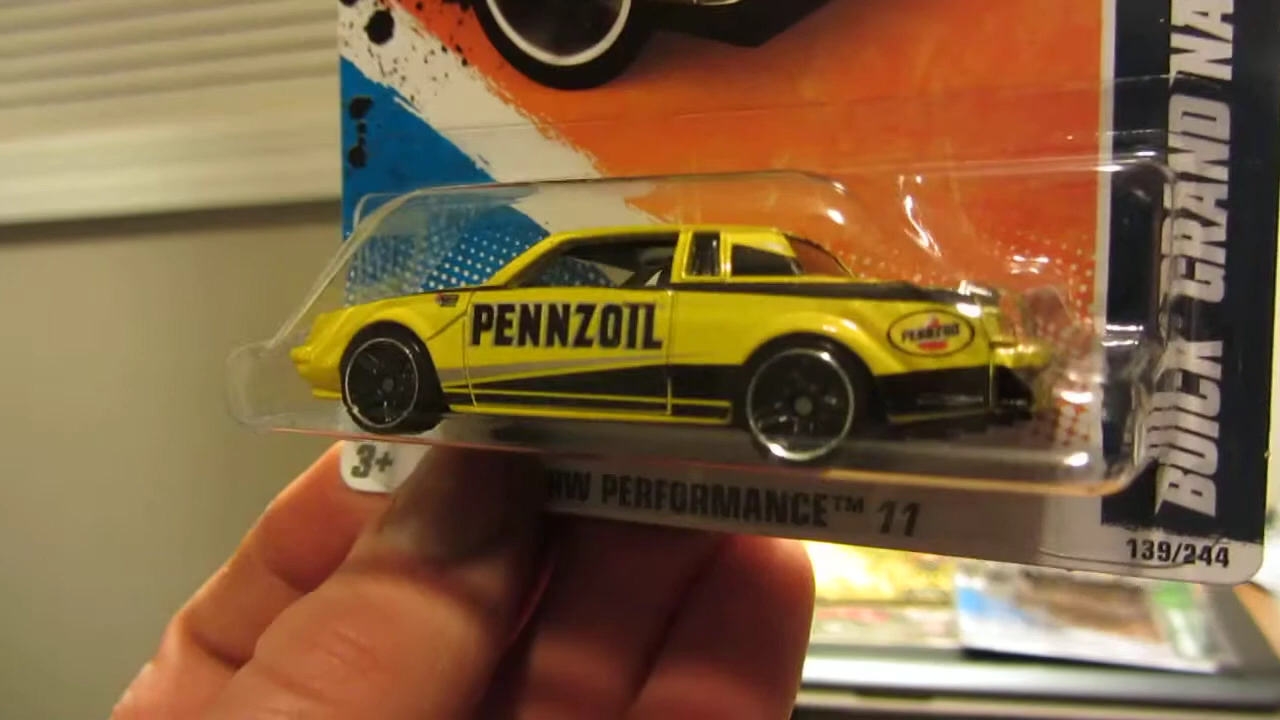 PENNZOIL
PENNZOIL
3+
HW PERFORMANCE™ 11
BUICK GRAND NA
139/244